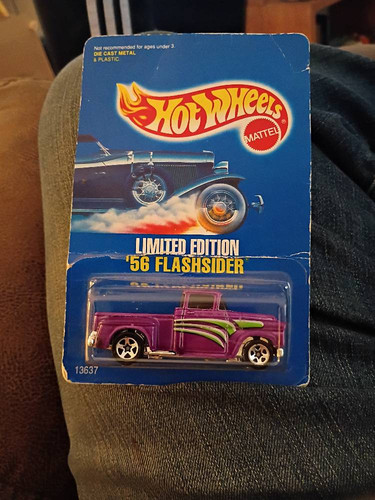 Not recommended for ages under 3.
DIE CAST METAL
& PLASTIC.
HOT WHEELS®
MATTEL
LIMITED EDITION
'56 FLASHSIDER
13637